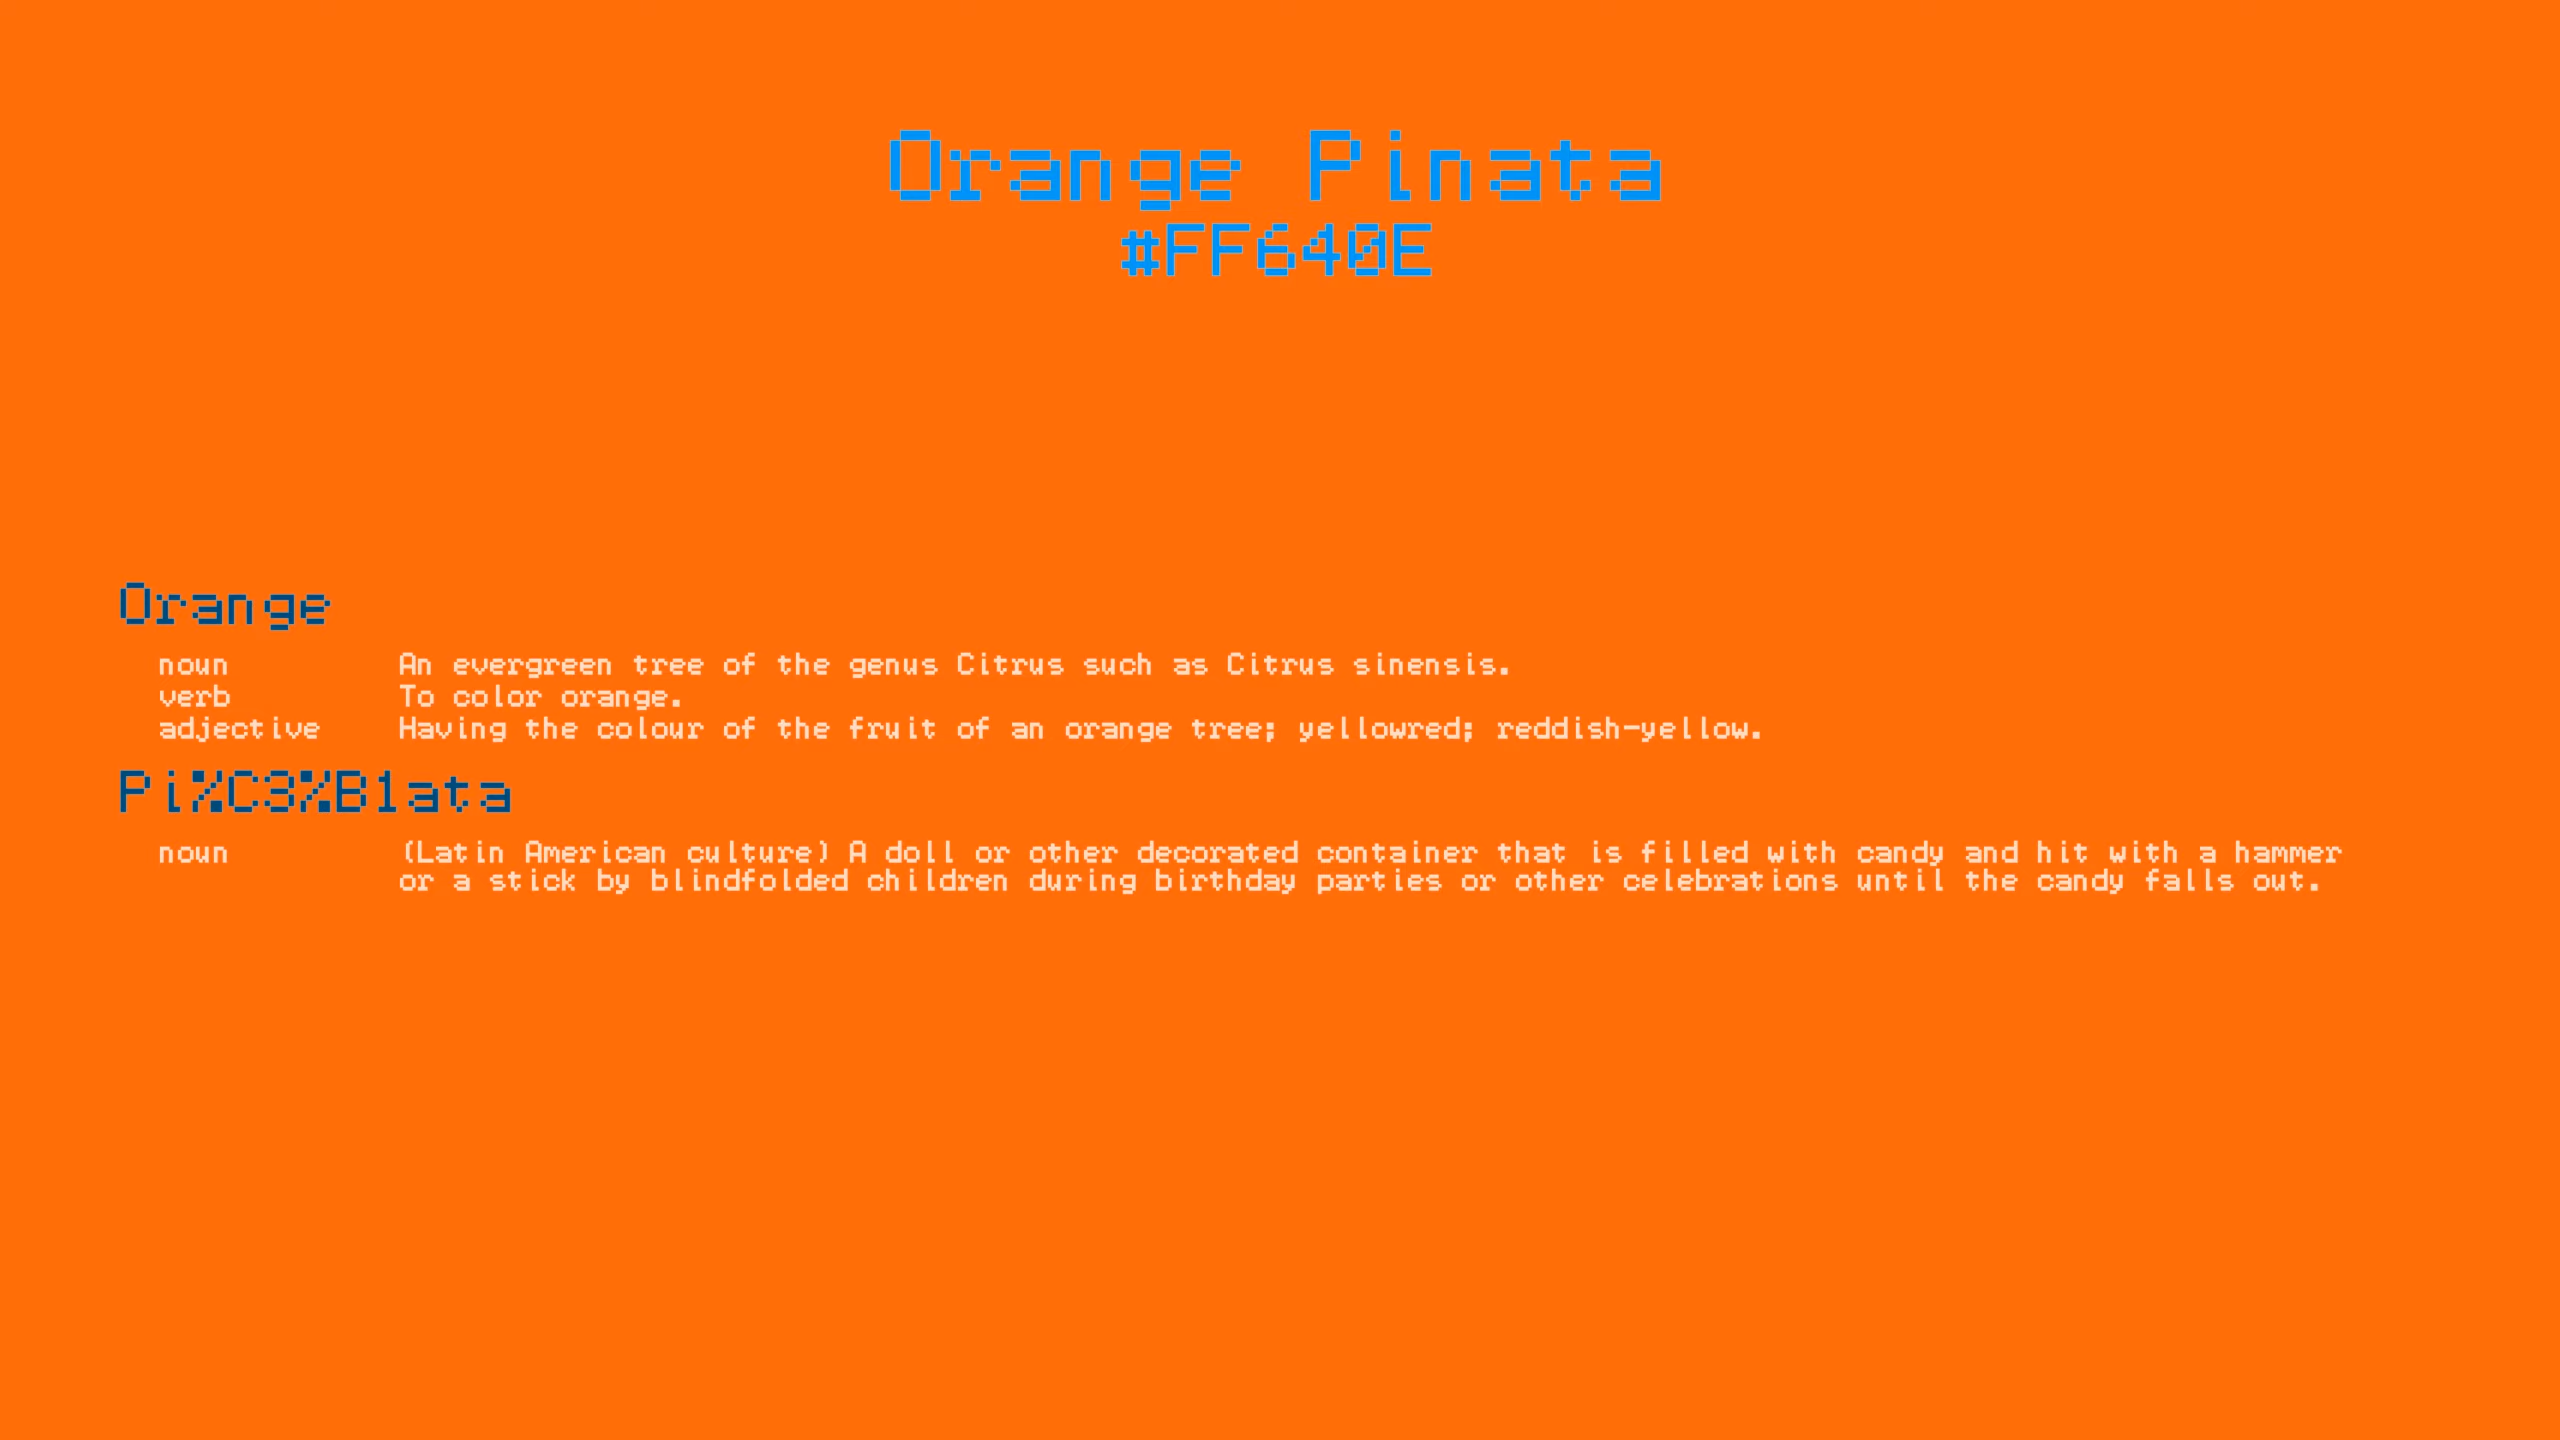 Orange Pinata
#FF640E
Orange
noun An evergreen tree of the genus Citrus such as Citrus sinensis.
verb To color orange.
adjective Having the colour of the fruit of an orange tree; yellowred; reddish-yellow.
Pi%C3%B1ata
noun (Latin American culture) A doll or other decorated container that is filled with candy and hit with a hammer
or a stick by blindfolded children during birthday parties or other celebrations until the candy falls out.